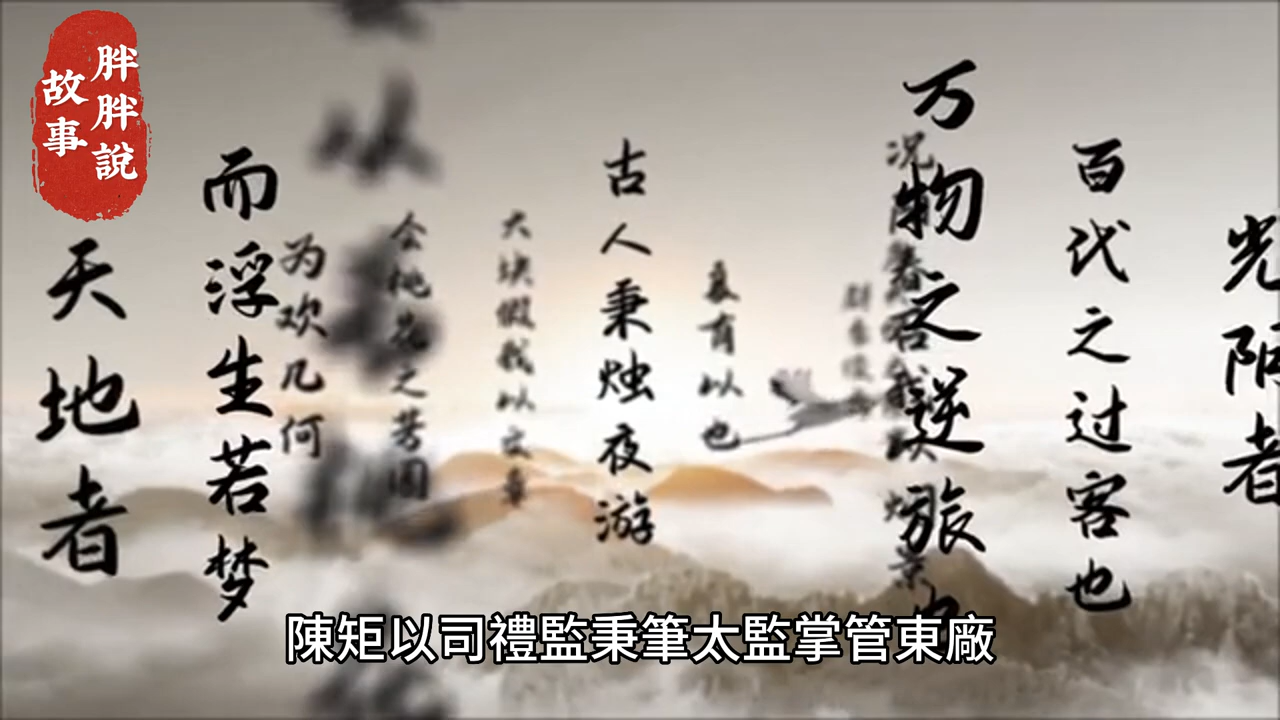 胖胖說
故事
光阴者
百代之过客也
万物之逆旅也
古人秉烛夜游
良有以也
大块假我以文章
会桃花之芳园
为欢几何
而浮生若梦
天地者
陳矩以司禮監秉筆太監掌管東廠